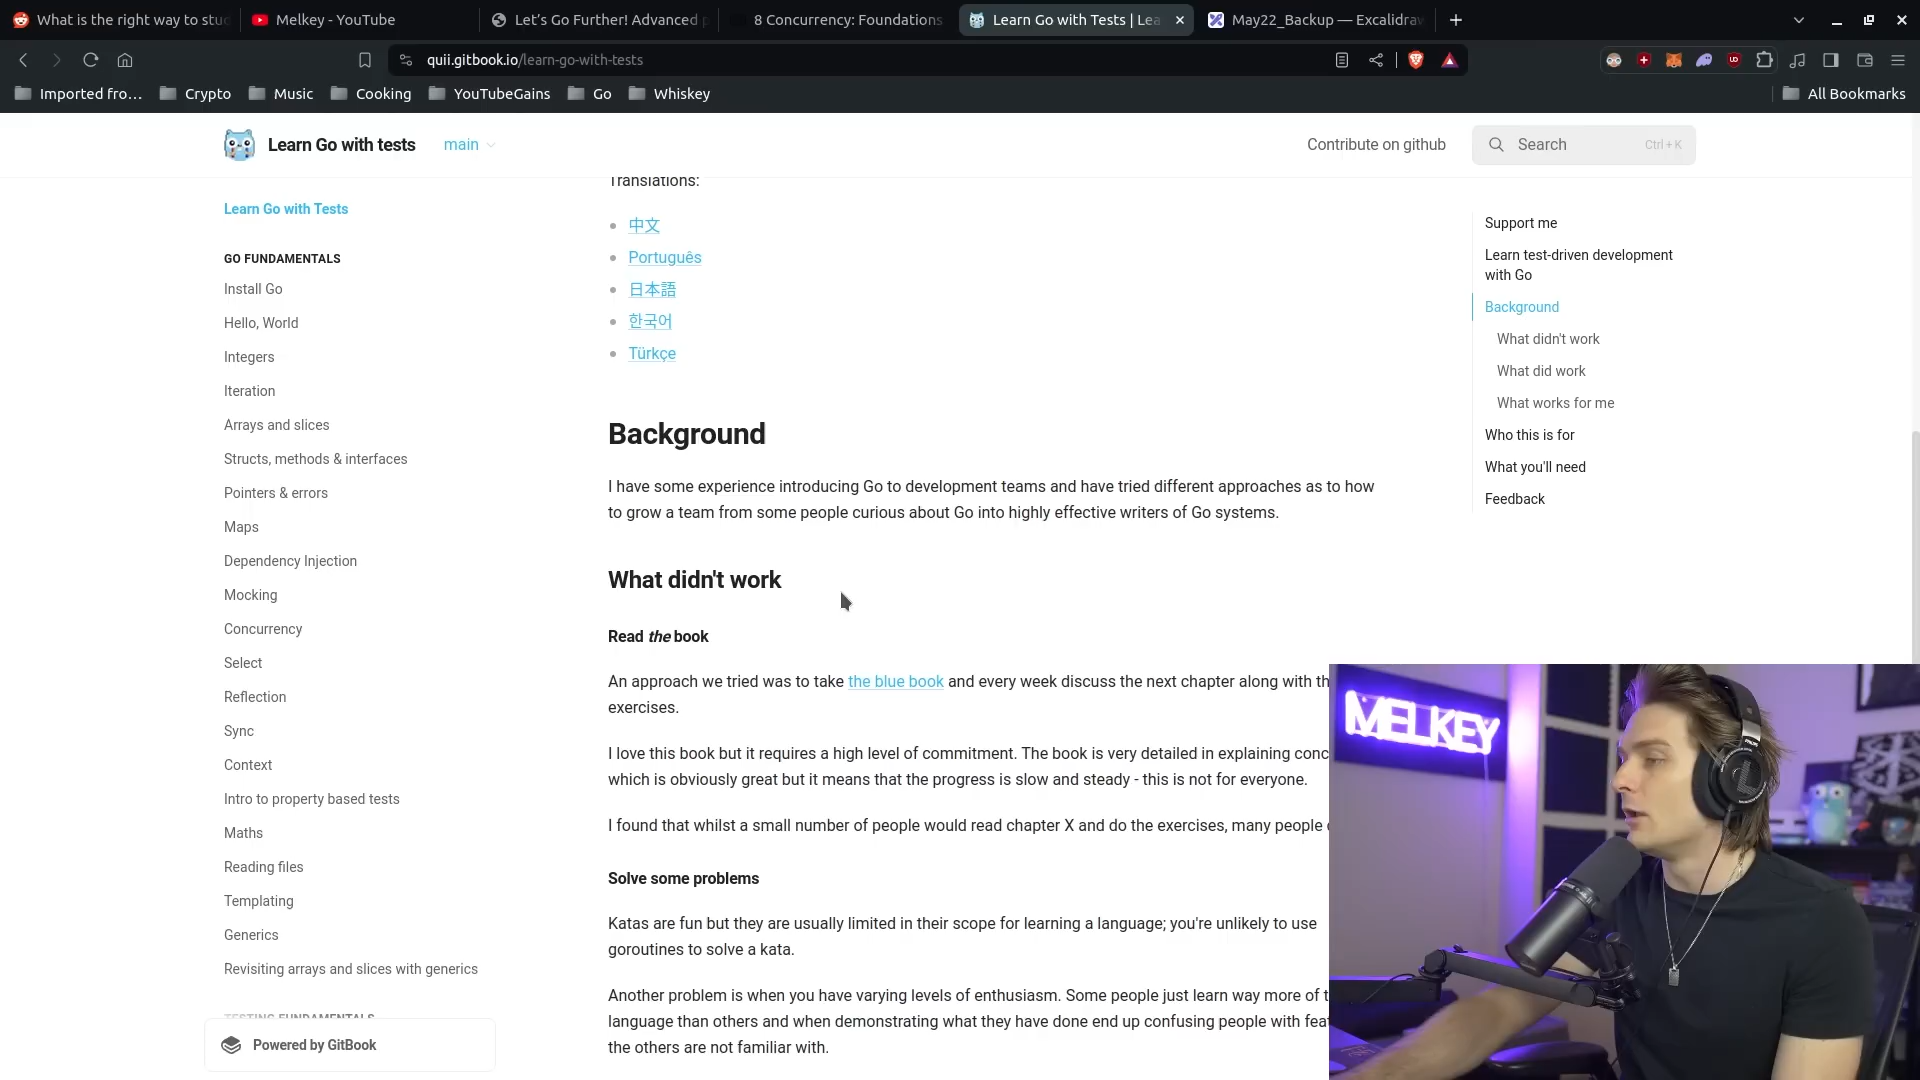 What is the right way to stu
Melkey - YouTube
Let's Go Further! Advanced p
8 Concurrency: Foundations
Learn Go with Tests | Lea
May22_Backup — Excalidraw
quii.gitbook.io/learn-go-with-tests
Imported fro...
Crypto
Music
Cooking
YouTubeGains
Go
Whiskey
All Bookmarks
Learn Go with tests
main
Contribute on github
Search
Ctrl + K
Learn Go with Tests
GO FUNDAMENTALS
Install Go
Hello, World
Integers
Iteration
Arrays and slices
Structs, methods & interfaces
Pointers & errors
Maps
Dependency Injection
Mocking
Concurrency
Select
Reflection
Sync
Context
Intro to property based tests
Maths
Reading files
Templating
Generics
Revisiting arrays and slices with generics
TESTING FUNDAMENTALS
Powered by GitBook
Translations:
中文
Português
日本語
한국어
Türkçe
Background
I have some experience introducing Go to development teams and have tried different approaches as to how
to grow a team from some people curious about Go into highly effective writers of Go systems.
What didn't work
Read the book
An approach we tried was to take the blue book and every week discuss the next chapter along with th
exercises.
I love this book but it requires a high level of commitment. The book is very detailed in explaining conc
which is obviously great but it means that the progress is slow and steady - this is not for everyone.
I found that whilst a small number of people would read chapter X and do the exercises, many people
Solve some problems
Katas are fun but they are usually limited in their scope for learning a language; you're unlikely to use
goroutines to solve a kata.
Another problem is when you have varying levels of enthusiasm. Some people just learn way more of t
language than others and when demonstrating what they have done end up confusing people with feat
the others are not familiar with.
Support me
Learn test-driven development
with Go
Background
What didn't work
What did work
What works for me
Who this is for
What you'll need
Feedback
MELKEY